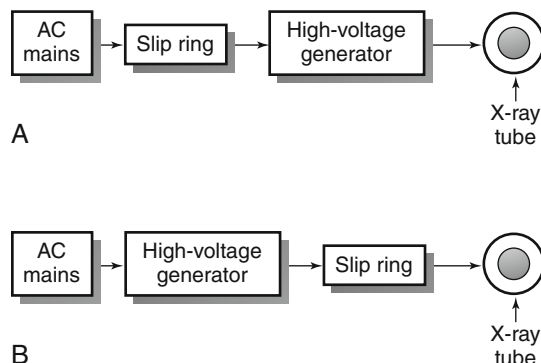 AC
mains
Slip ring
High-voltage
generator
X-ray
tube
A
AC
mains
High-voltage
generator
Slip ring
X-ray
tube
B